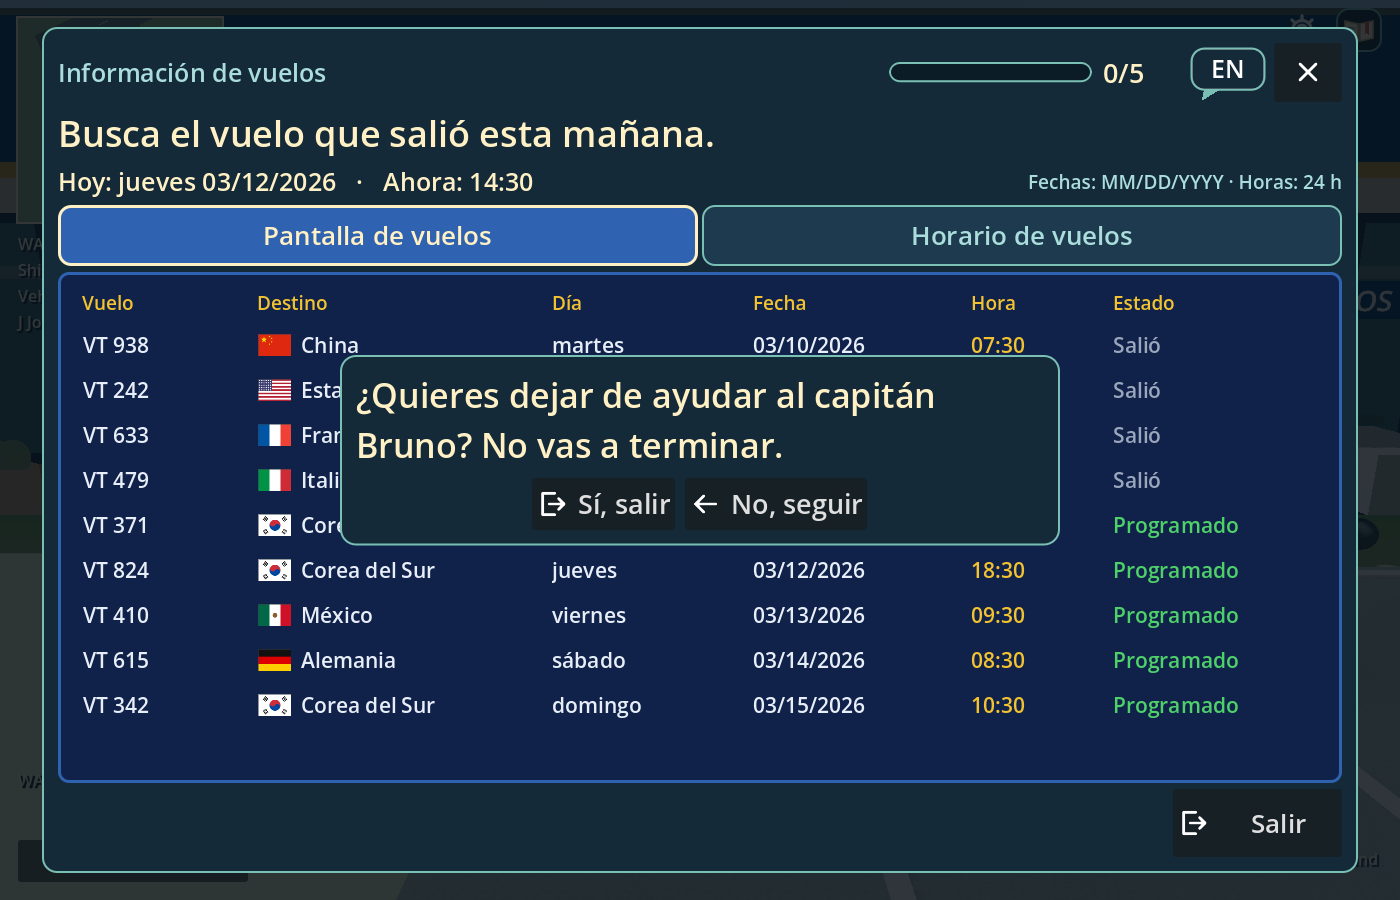 Información de vuelos 0/5 EN
Busca el vuelo que salió esta mañana.
Hoy: jueves 03/12/2026 · Ahora: 14:30 Fechas: MM/DD/YYYY · Horas: 24 h
Pantalla de vuelos Horario de vuelos
Vuelo Destino Día Fecha Hora Estado
VT 938 China martes 03/10/2026 07:30 Salió
VT 242 Salió
VT 633 Salió
VT 479 Salió
VT 371 Programado
¿Quieres dejar de ayudar al capitán
Bruno? No vas a terminar.
Sí, salir No, seguir
VT 824 Corea del Sur jueves 03/12/2026 18:30 Programado
VT 410 México viernes 03/13/2026 09:30 Programado
VT 615 Alemania sábado 03/14/2026 08:30 Programado
VT 342 Corea del Sur domingo 03/15/2026 10:30 Programado
Salir